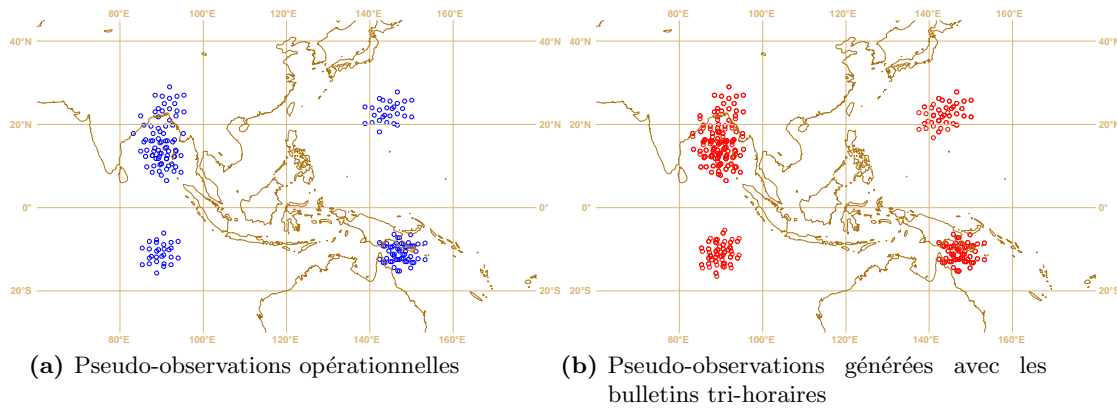 80°E 100°E 120°E 140°E 160°E
40°N 40°N
20°N 20°N
0° 0°
20°S 20°S
80°E 100°E 120°E 140°E 160°E
(a) Pseudo-observations opérationnelles
80°E 100°E 120°E 140°E 160°E
40°N 40°N
20°N 20°N
0° 0°
20°S 20°S
80°E 100°E 120°E 140°E 160°E
(b) Pseudo-observations générées avec les
bulletins tri-horaires